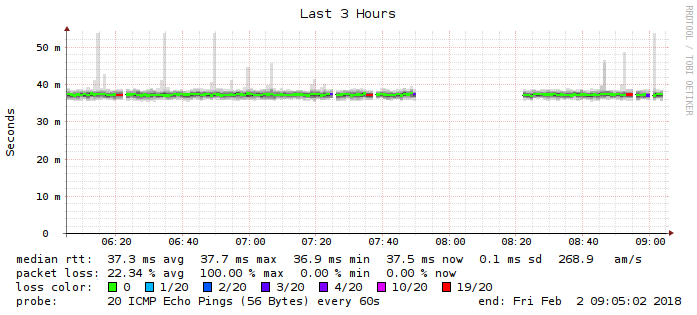 Last 3 Hours
RRDTOOL / TOBI OETIKER
Seconds
50 m
40 m
30 m
20 m
10 m
0
06:20 06:40 07:00 07:20 07:40 08:00 08:20 08:40 09:00
median rtt: 37.3 ms avg 37.7 ms max 36.9 ms min 37.5 ms now 0.1 ms sd 268.9 am/s
packet loss: 22.34 % avg 100.00 % max 0.00 % min 0.00 % now
loss color: 0 1/20 2/20 3/20 4/20 10/20 19/20
probe: 20 ICMP Echo Pings (56 Bytes) every 60s end: Fri Feb 2 09:05:02 2018